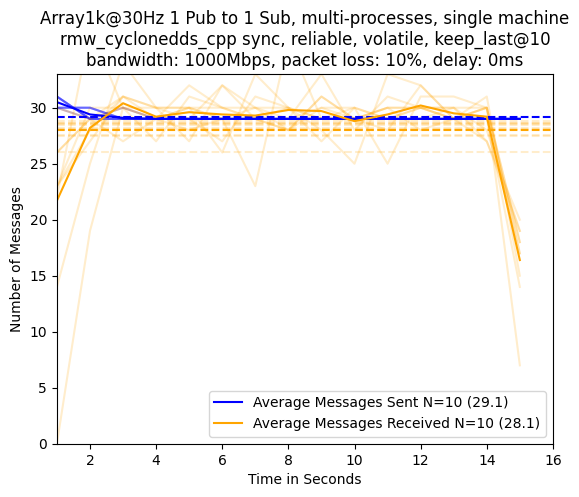 Array1k@30Hz 1 Pub to 1 Sub, multi-processes, single machine
rmw_cyclonedds_cpp sync, reliable, volatile, keep_last@10
bandwidth: 1000Mbps, packet loss: 10%, delay: 0ms
Number of Messages
30
25
20
15
10
5
0
Average Messages Sent N=10 (29.1)
Average Messages Received N=10 (28.1)
2 4 6 8 10 12 14 16
Time in Seconds